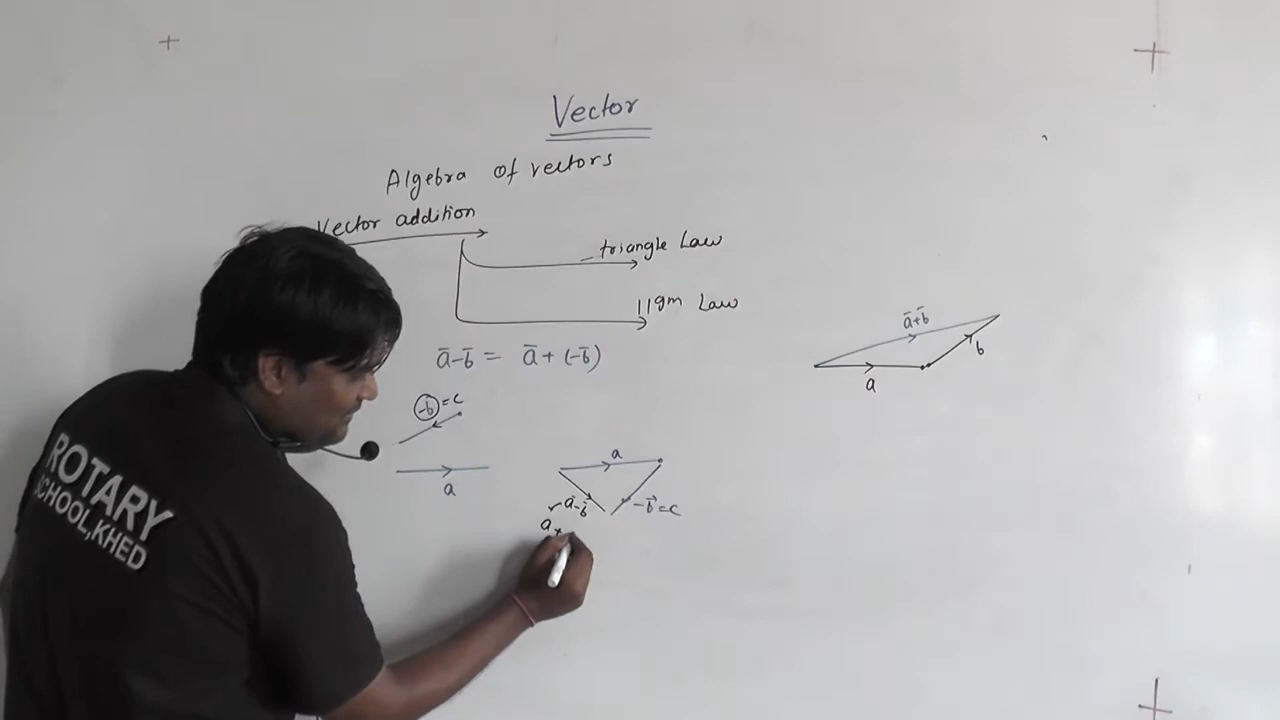 Vector
Algebra of vectors
Vector addition
triangle Law
11gm Law
a̅-b̅ = a̅+(-b̅)
a̅+b̅
b
a
-b = c
a
a
a̅-b̅
-b⃗=c
a+
ROTARY
SCHOOL,KHED